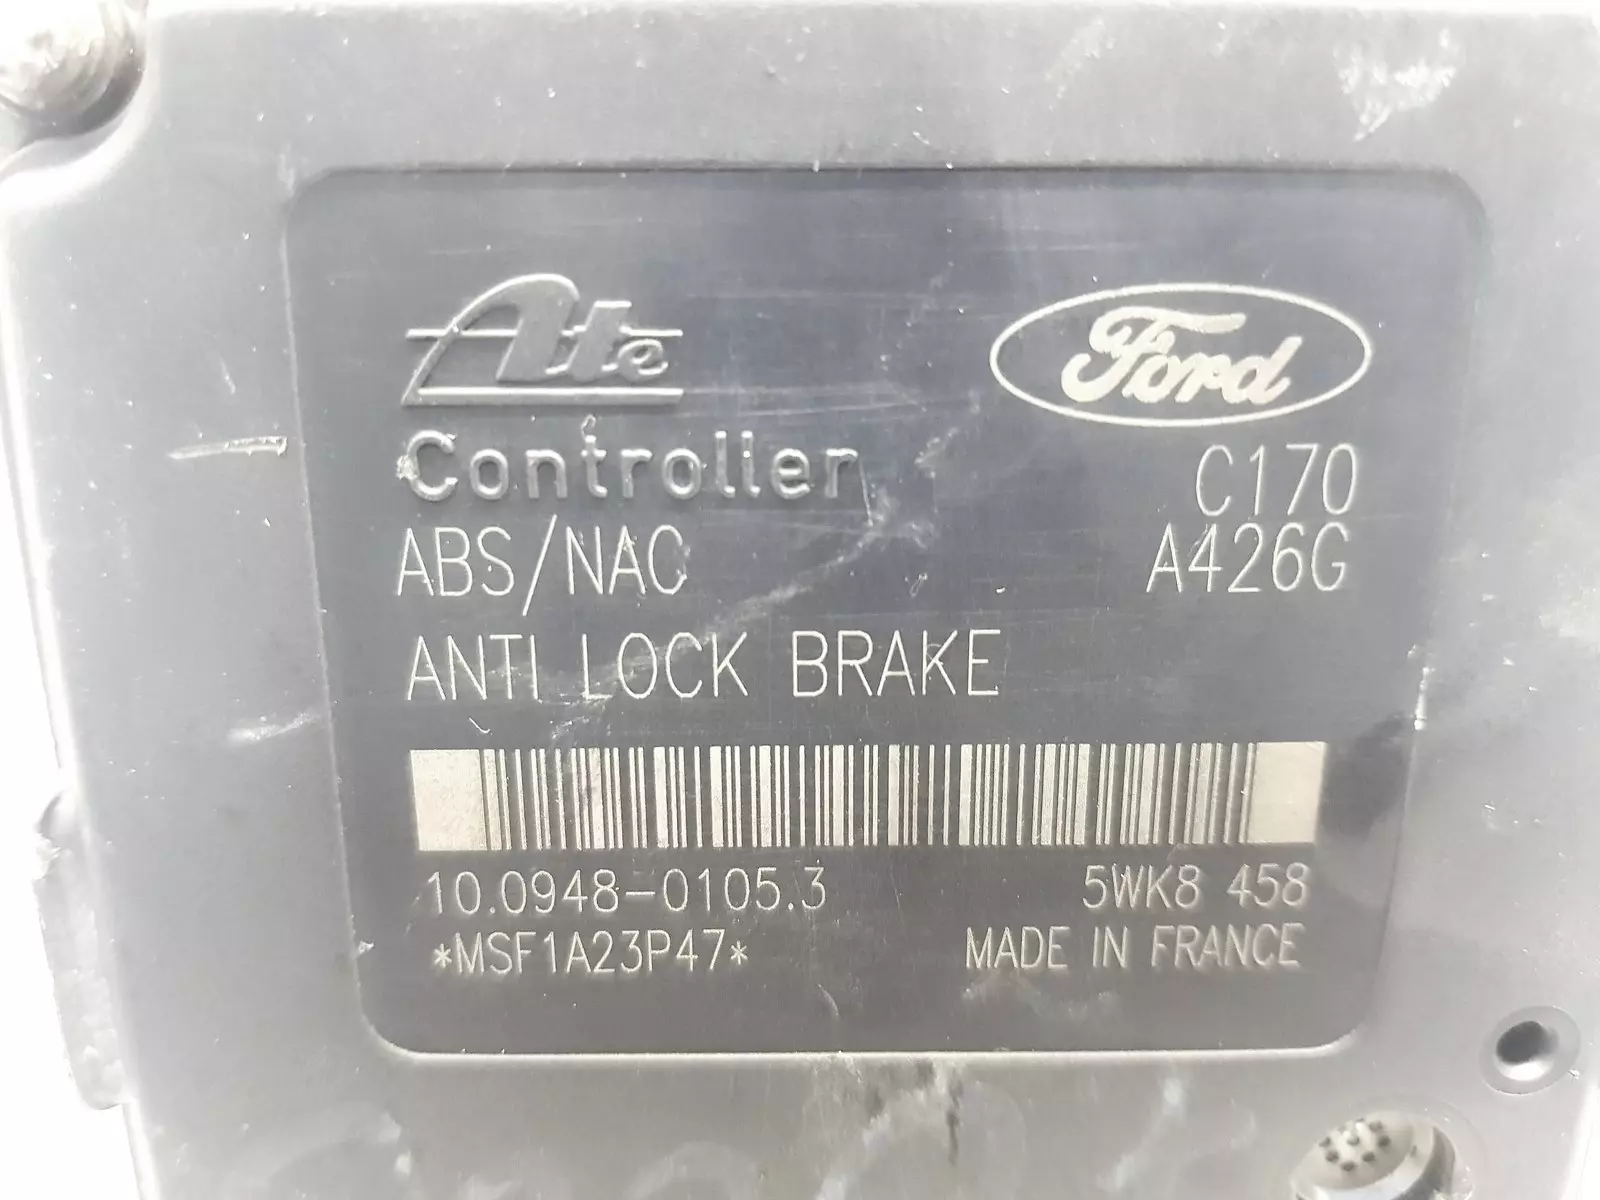 Ate Ford
Controller C170
ABS/NAC A426G
ANTI LOCK BRAKE
10.0948-0105.3 5WK8 458
*MSF1A23P47* MADE IN FRANCE